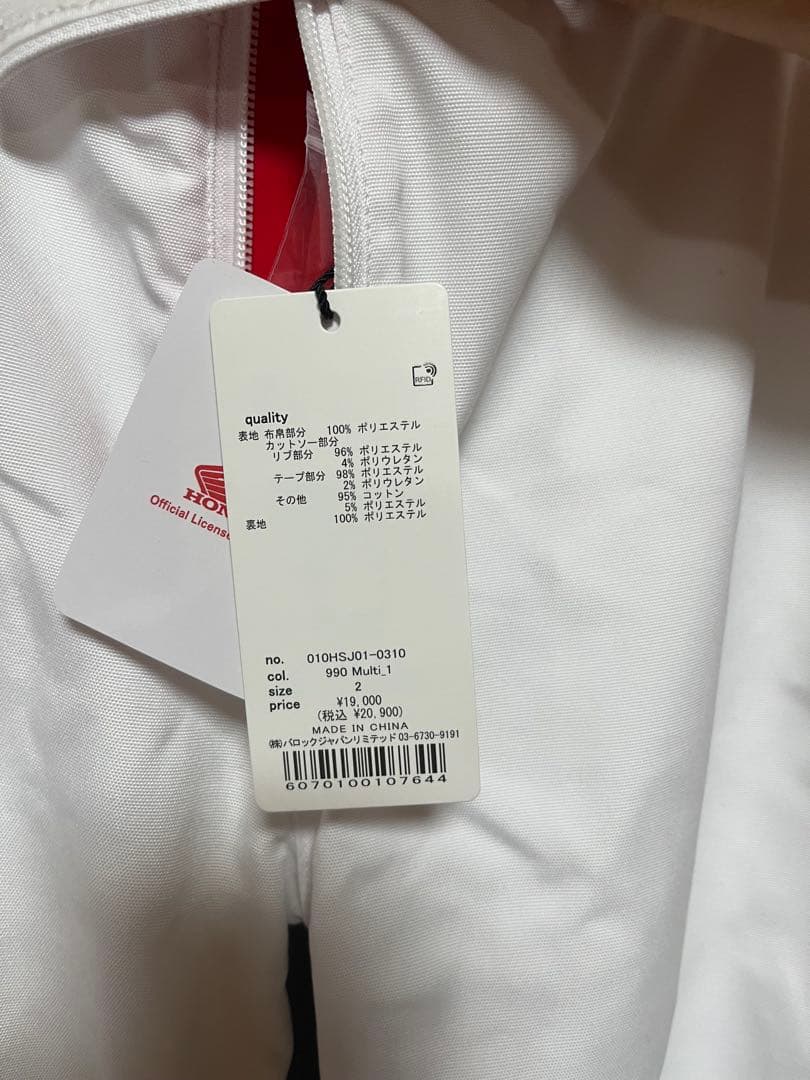 RFID
quality
表地 布帛部分 100% ポリエステル
カットソー部分
リブ部分 96% ポリエステル
4% ポリウレタン
テープ部分 98% ポリエステル
2% ポリウレタン
その他 95% コットン
5% ポリエステル
裏地 100% ポリエステル
no. 010HSJ01-0310
col. 990 Multi_1
size 2
price ¥19,000
(税込 ¥20,900)
MADE IN CHINA
(株)バロックジャパンリミテッド 03-6730-9191
6070100107644
HON
Official License